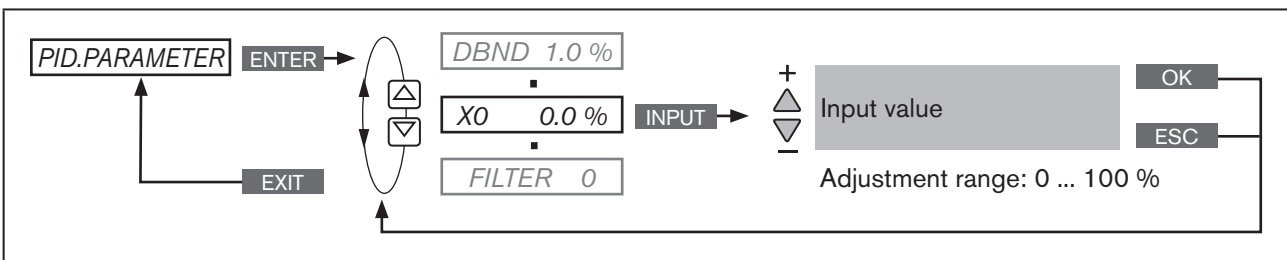 PID.PARAMETER ENTER
DBND 1.0 %
X0 0.0 % INPUT
FILTER 0
EXIT
+
Input value
−
OK
ESC
Adjustment range: 0 ... 100 %